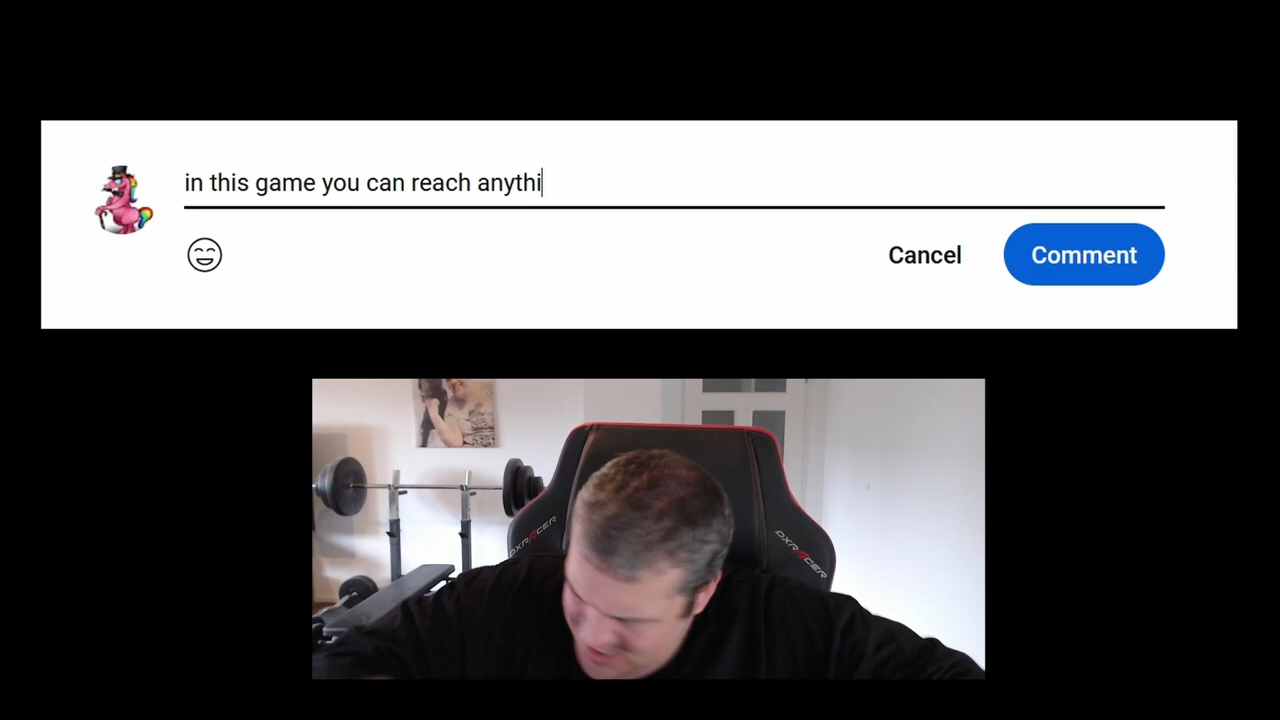 in this game you can reach anythi
Cancel
Comment
DXRACER
DXRACER